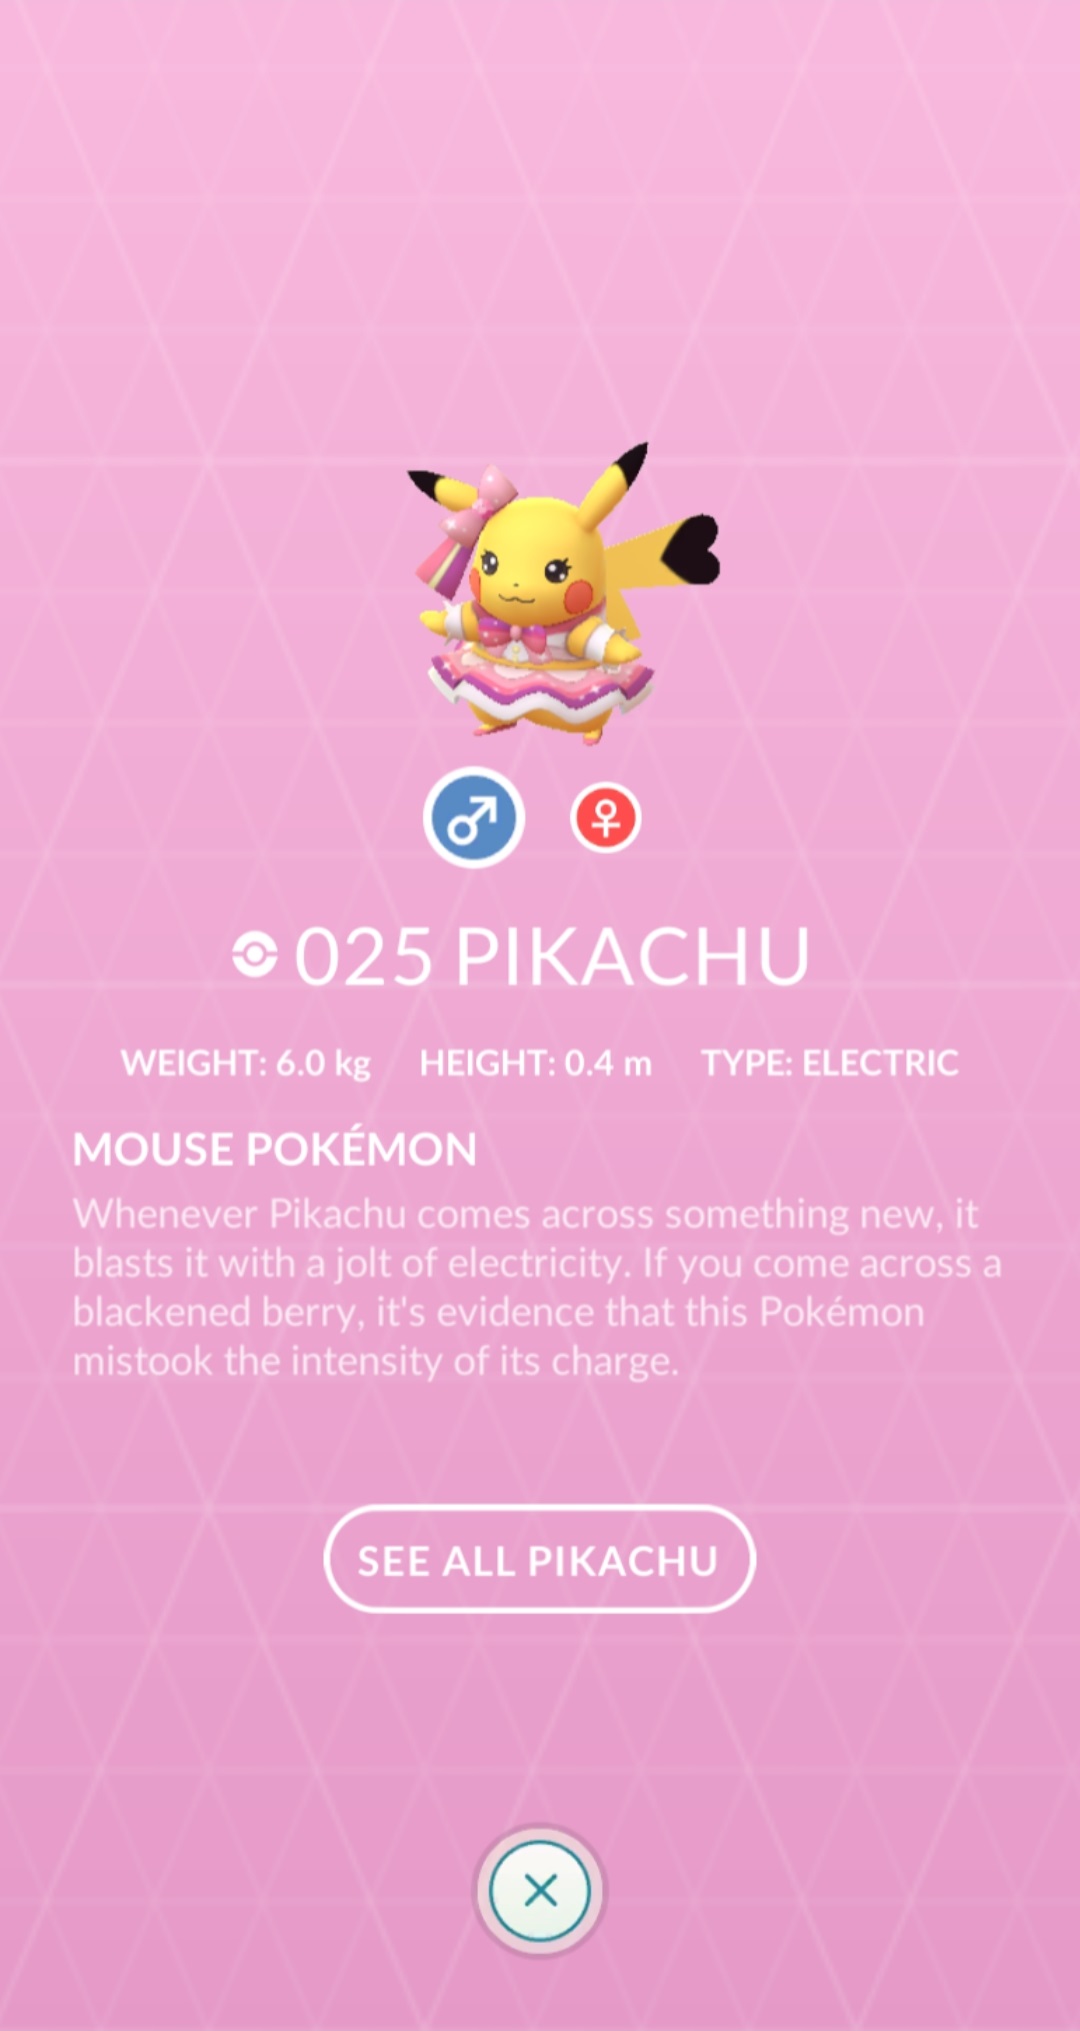 025 PIKACHU
WEIGHT: 6.0 kg HEIGHT: 0.4 m TYPE: ELECTRIC
MOUSE POKÉMON
Whenever Pikachu comes across something new, it
blasts it with a jolt of electricity. If you come across a
blackened berry, it's evidence that this Pokémon
mistook the intensity of its charge.
SEE ALL PIKACHU